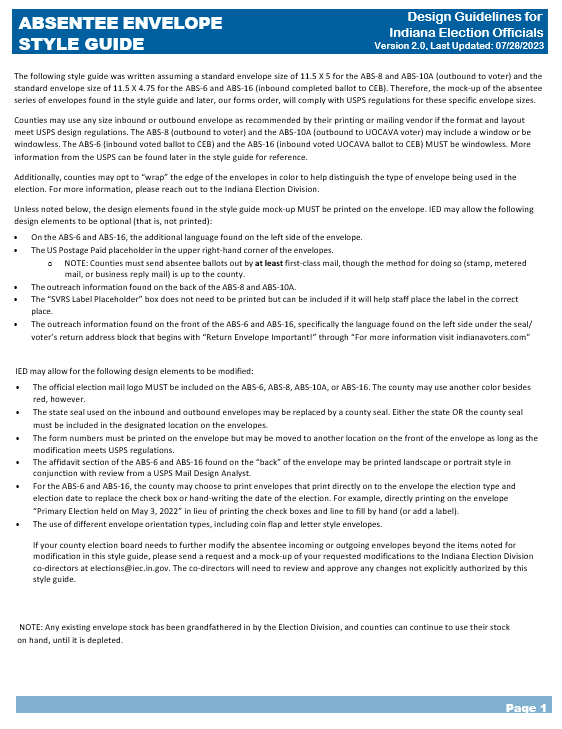 ABSENTEE ENVELOPE
STYLE GUIDE
Design Guidelines for
Indiana Election Officials
Version 2.0, Last Updated: 07/26/2023
The following style guide was written assuming a standard envelope size of 11.5 X 5 for the ABS-8 and ABS-10A (outbound to voter) and the
standard envelope size of 11.5 X 4.75 for the ABS-6 and ABS-16 (inbound completed ballot to CEB). Therefore, the mock-up of the absentee
series of envelopes found in the style guide and later, our forms order, will comply with USPS regulations for these specific envelope sizes.
Counties may use any size inbound or outbound envelope as recommended by their printing or mailing vendor if the format and layout
meet USPS design regulations. The ABS-8 (outbound to voter) and the ABS-10A (outbound to UOCAVA voter) may include a window or be
windowless. The ABS-6 (inbound voted ballot to CEB) and the ABS-16 (inbound voted UOCAVA ballot to CEB) MUST be windowless. More
information from the USPS can be found later in the style guide for reference.
Additionally, counties may opt to “wrap” the edge of the envelopes in color to help distinguish the type of envelope being used in the
election. For more information, please reach out to the Indiana Election Division.
Unless noted below, the design elements found in the style guide mock-up MUST be printed on the envelope. IED may allow the following
design elements to be optional (that is, not printed):
• On the ABS-6 and ABS-16, the additional language found on the left side of the envelope.
• The US Postage Paid placeholder in the upper right-hand corner of the envelopes.
o NOTE: Counties must send absentee ballots out by at least first-class mail, though the method for doing so (stamp, metered
mail, or business reply mail) is up to the county.
• The outreach information found on the back of the ABS-8 and ABS-10A.
• The “SVRS Label Placeholder” box does not need to be printed but can be included if it will help staff place the label in the correct
place.
• The outreach information found on the front of the ABS-6 and ABS-16, specifically the language found on the left side under the seal/
voter’s return address block that begins with “Return Envelope Important!” through “For more information visit indianavoters.com”
IED may allow for the following design elements to be modified:
• The official election mail logo MUST be included on the ABS-6, ABS-8, ABS-10A, or ABS-16. The county may use another color besides
red, however.
• The state seal used on the inbound and outbound envelopes may be replaced by a county seal. Either the state OR the county seal
must be included in the designated location on the envelopes.
• The form numbers must be printed on the envelope but may be moved to another location on the front of the envelope as long as the
modification meets USPS regulations.
• The affidavit section of the ABS-6 and ABS-16 found on the “back” of the envelope may be printed landscape or portrait style in
conjunction with review from a USPS Mail Design Analyst.
• For the ABS-6 and ABS-16, the county may choose to print envelopes that print directly on to the envelope the election type and
election date to replace the check box or hand-writing the date of the election. For example, directly printing on the envelope
“Primary Election held on May 3, 2022” in lieu of printing the check boxes and line to fill by hand (or add a label).
• The use of different envelope orientation types, including coin flap and letter style envelopes.
If your county election board needs to further modify the absentee incoming or outgoing envelopes beyond the items noted for
modification in this style guide, please send a request and a mock-up of your requested modifications to the Indiana Election Division
co-directors at elections@iec.in.gov. The co-directors will need to review and approve any changes not explicitly authorized by this
style guide.
NOTE: Any existing envelope stock has been grandfathered in by the Election Division, and counties can continue to use their stock
on hand, until it is depleted.
Page 1